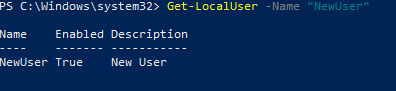 PS C:\Windows\system32> Get-LocalUser -Name "NewUser"
Name    Enabled Description
----    ------- -----------
NewUser True    New User